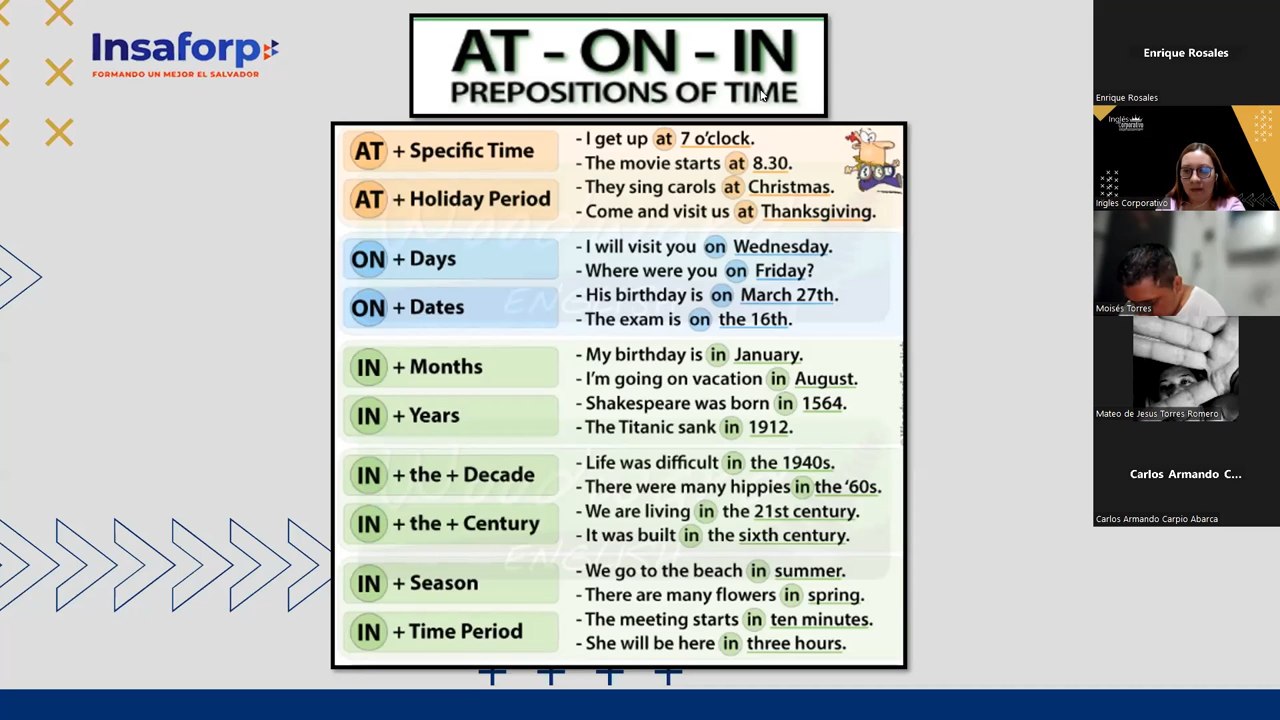 Insaforp
FORMANDO UN MEJOR EL SALVADOR
AT - ON - IN
PREPOSITIONS OF TIME
AT + Specific Time
- I get up at 7 o'clock.
- The movie starts at 8.30.
AT + Holiday Period
- They sing carols at Christmas.
- Come and visit us at Thanksgiving.
ON + Days
- I will visit you on Wednesday.
- Where were you on Friday?
ON + Dates
- His birthday is on March 27th.
- The exam is on the 16th.
IN + Months
- My birthday is in January.
- I'm going on vacation in August.
IN + Years
- Shakespeare was born in 1564.
- The Titanic sank in 1912.
IN + the + Decade
- Life was difficult in the 1940s.
- There were many hippies in the '60s.
IN + the + Century
- We are living in the 21st century.
- It was built in the sixth century.
IN + Season
- We go to the beach in summer.
- There are many flowers in spring.
IN + Time Period
- The meeting starts in ten minutes.
- She will be here in three hours.
ENGLISH
ENGLISH
Enrique Rosales
Enrique Rosales
Inglés
Corporativo
Ingles Corporativo
Moisés Torres
Mateo de Jesus Torres Romero
Carlos Armando C...
Carlos Armando Carpio Abarca